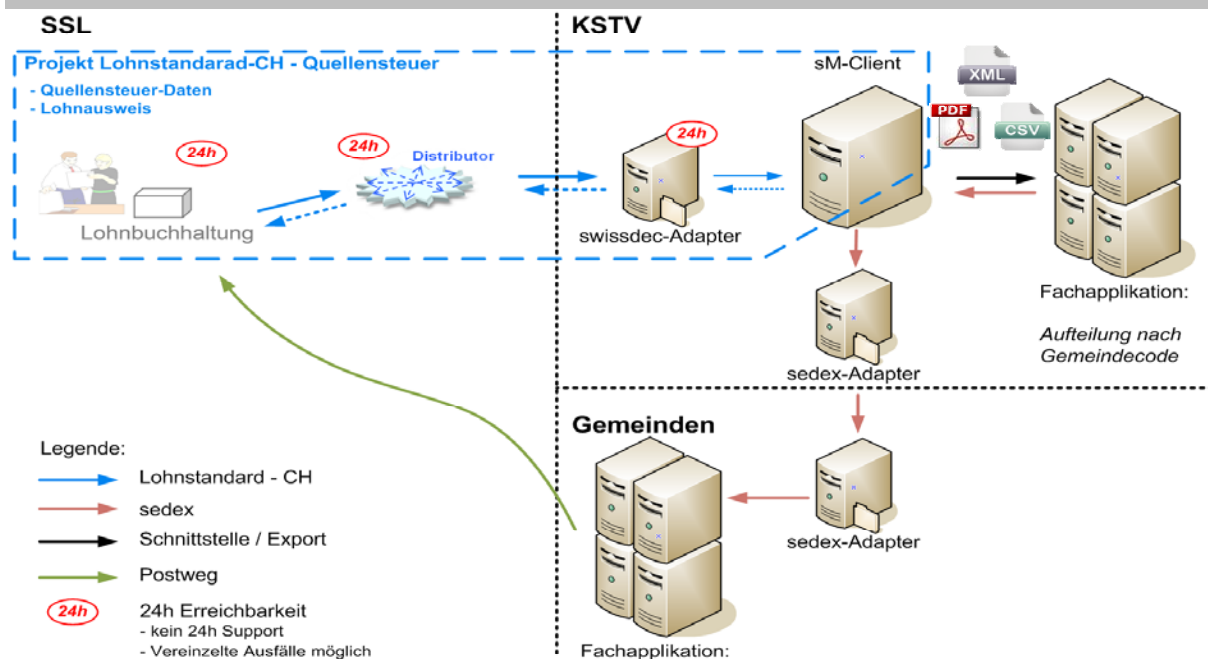 SSL
KSTV
Projekt Lohnstandarad-CH - Quellensteuer
- Quellensteuer-Daten
- Lohnausweis
24h
24h
Distributor
Lohnbuchhaltung
24h
swissdec-Adapter
sM-Client
XML
PDF
CSV
Fachapplikation:
Aufteilung nach
Gemeindecode
sedex-Adapter
Gemeinden
sedex-Adapter
Fachapplikation:
Legende:
Lohnstandard - CH
sedex
Schnittstelle / Export
Postweg
24h
24h Erreichbarkeit
- kein 24h Support
- Vereinzelte Ausfälle möglich